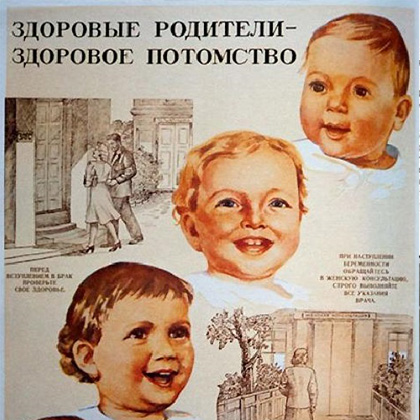 ЗДОРОВЫЕ РОДИТЕЛИ-
ЗДОРОВОЕ ПОТОМСТВО
ПЕРЕД
ВСТУПЛЕНИЕМ В БРАК
ПРОВЕРЬТЕ
СВОЕ ЗДОРОВЬЕ.
ПРИ НАСТУПЛЕНИИ
БЕРЕМЕННОСТИ
ОБРАЩАЙТЕСЬ
В ЖЕНСКУЮ КОНСУЛЬТАЦИЮ,
СТРОГО ВЫПОЛНЯЙТЕ
ВСЕ УКАЗАНИЯ
ВРАЧА.